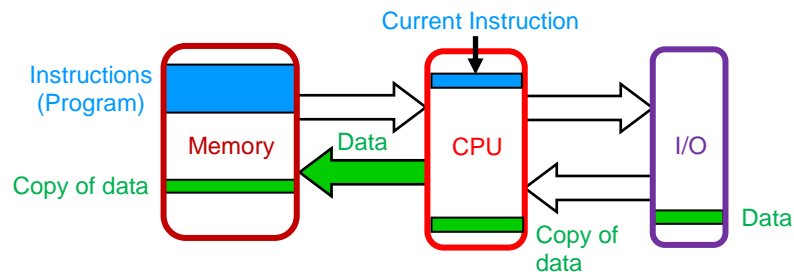 Current Instruction
Instructions
(Program)
Memory
Data
CPU
I/O
Copy of data
Data
Copy of
data